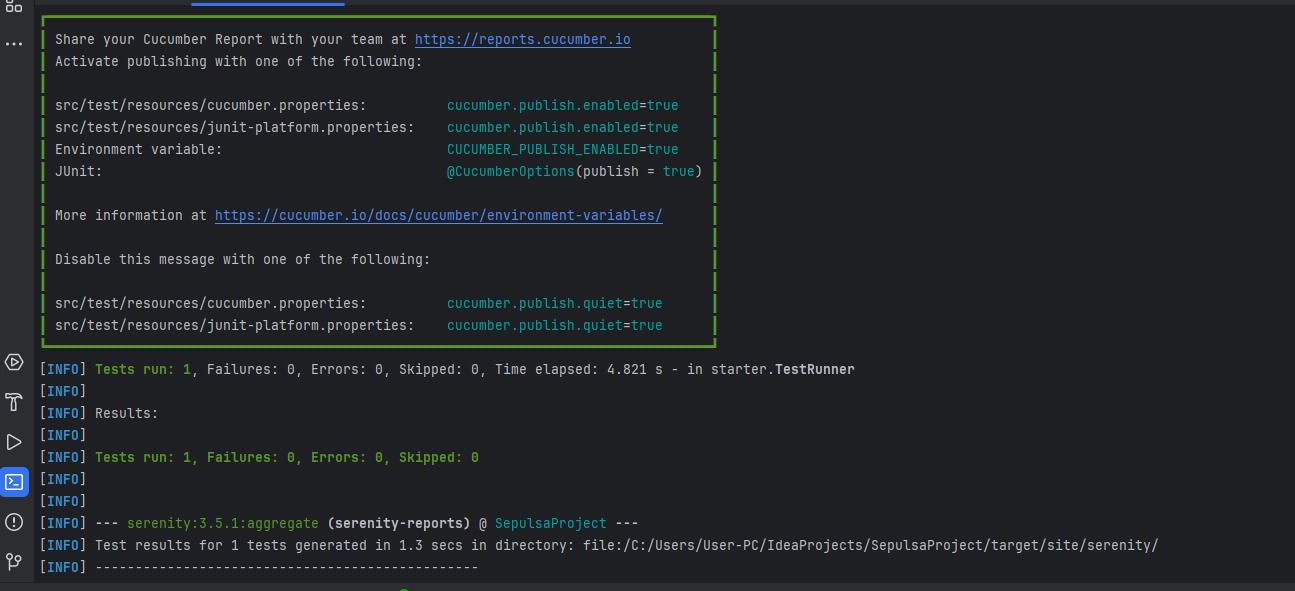 Share your Cucumber Report with your team at https://reports.cucumber.io
Activate publishing with one of the following:
src/test/resources/cucumber.properties: cucumber.publish.enabled=true
src/test/resources/junit-platform.properties: cucumber.publish.enabled=true
Environment variable: CUCUMBER_PUBLISH_ENABLED=true
JUnit: @CucumberOptions(publish = true)
More information at https://cucumber.io/docs/cucumber/environment-variables/
Disable this message with one of the following:
src/test/resources/cucumber.properties: cucumber.publish.quiet=true
src/test/resources/junit-platform.properties: cucumber.publish.quiet=true
[INFO] Tests run: 1, Failures: 0, Errors: 0, Skipped: 0, Time elapsed: 4.821 s - in starter.TestRunner
[INFO]
[INFO] Results:
[INFO]
[INFO] Tests run: 1, Failures: 0, Errors: 0, Skipped: 0
[INFO]
[INFO]
[INFO] --- serenity:3.5.1:aggregate (serenity-reports) @ SepulsaProject ---
[INFO] Test results for 1 tests generated in 1.3 secs in directory: file:/C:/Users/User-PC/IdeaProjects/SepulsaProject/target/site/serenity/
[INFO] ------------------------------------------------